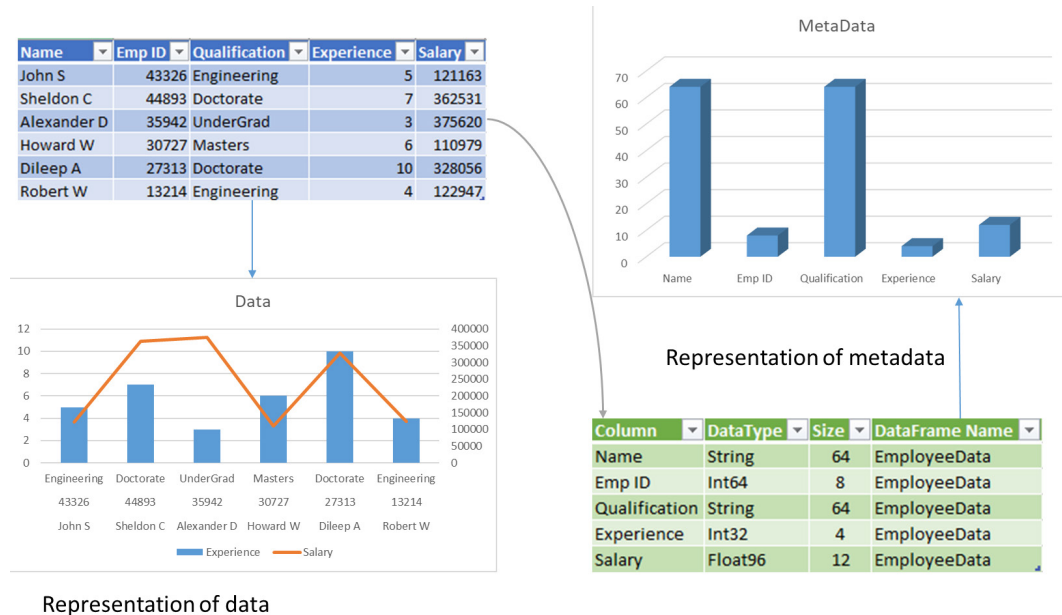 Name Emp ID Qualification Experience Salary
John S 43326 Engineering 5 121163
Sheldon C 44893 Doctorate 7 362531
Alexander D 35942 UnderGrad 3 375620
Howard W 30727 Masters 6 110979
Dileep A 27313 Doctorate 10 328056
Robert W 13214 Engineering 4 122947
Data
12 400000
10 350000
8 300000
6 250000
4 200000
2 150000
0 100000
50000
0
Engineering Doctorate UnderGrad Masters Doctorate Engineering
43326 44893 35942 30727 27313 13214
John S Sheldon C Alexander D Howard W Dileep A Robert W
Experience Salary
Representation of data
MetaData
70
60
50
40
30
20
10
0
Name Emp ID Qualification Experience Salary
Representation of metadata
Column DataType Size DataFrame Name
Name String 64 EmployeeData
Emp ID Int64 8 EmployeeData
Qualification String 64 EmployeeData
Experience Int32 4 EmployeeData
Salary Float96 12 EmployeeData